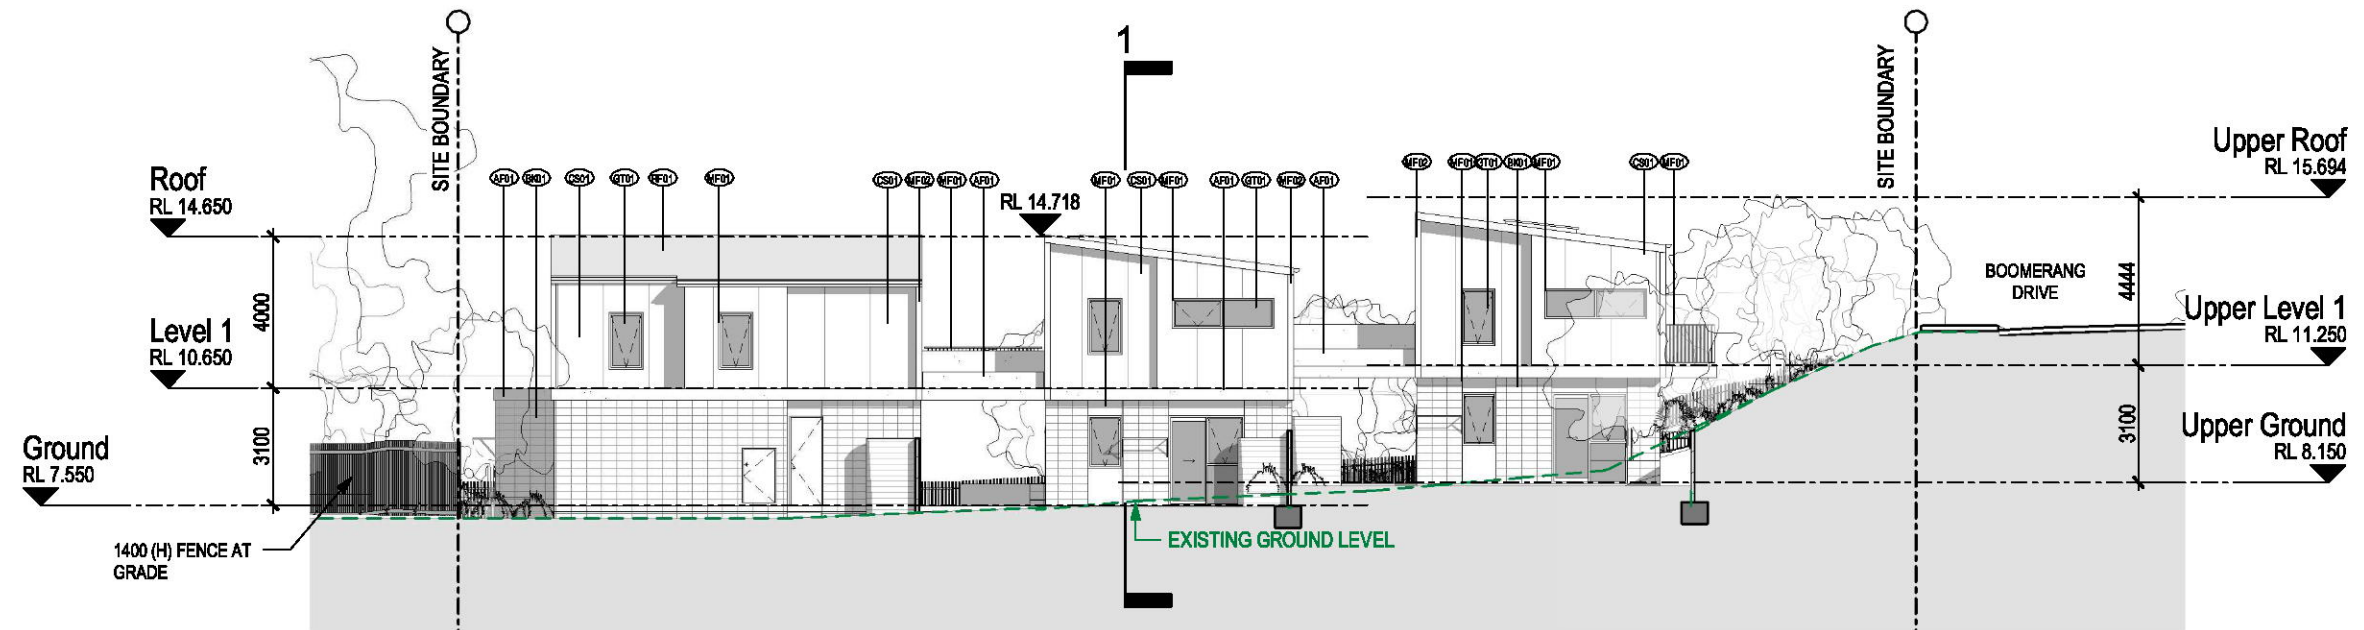 1
SITE BOUNDARY
SITE BOUNDARY
Upper Roof
RL 15.694
Roof
RL 14.650
AF01 BK01 CS01 GT01 RF01 MF01 CS01 MF02 MF01 AF01
RL 14.718
MF01 CS01 MF01 AF01 GT01 MF02 AF01
MF02 MF01 GT01 BK01 MF01 CS01 MF01
BOOMERANG
DRIVE
4000
4444
Level 1
RL 10.650
Upper Level 1
RL 11.250
3100
3100
Ground
RL 7.550
Upper Ground
RL 8.150
1400 (H) FENCE AT
GRADE
EXISTING GROUND LEVEL